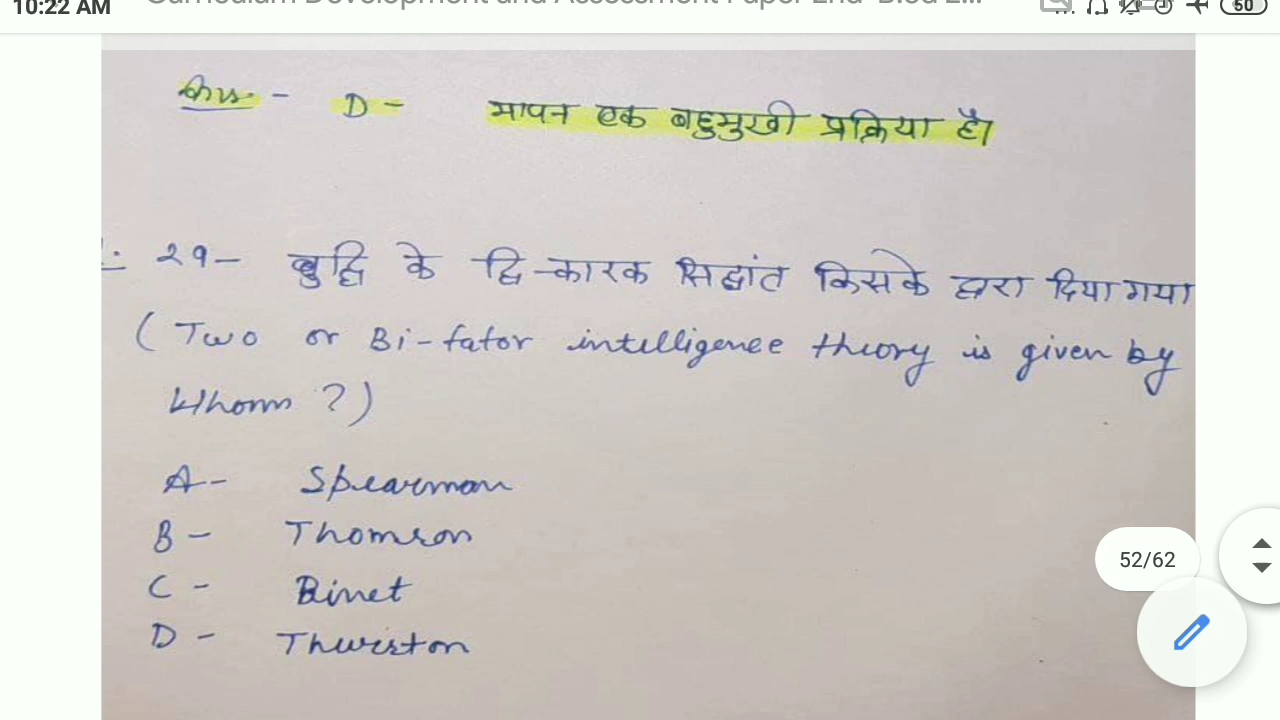 10:22 AM
50
D - मापन एक बहुमुखी प्रक्रिया है।
29- बुद्धि के द्वि-कारक सिद्धांत किसके द्वारा दिया गया
(Two or Bi-fator intelligence theory is given by
Whom ?)
A- Spearman
B- Thomson
C- Binet
D- Thurston
52/62